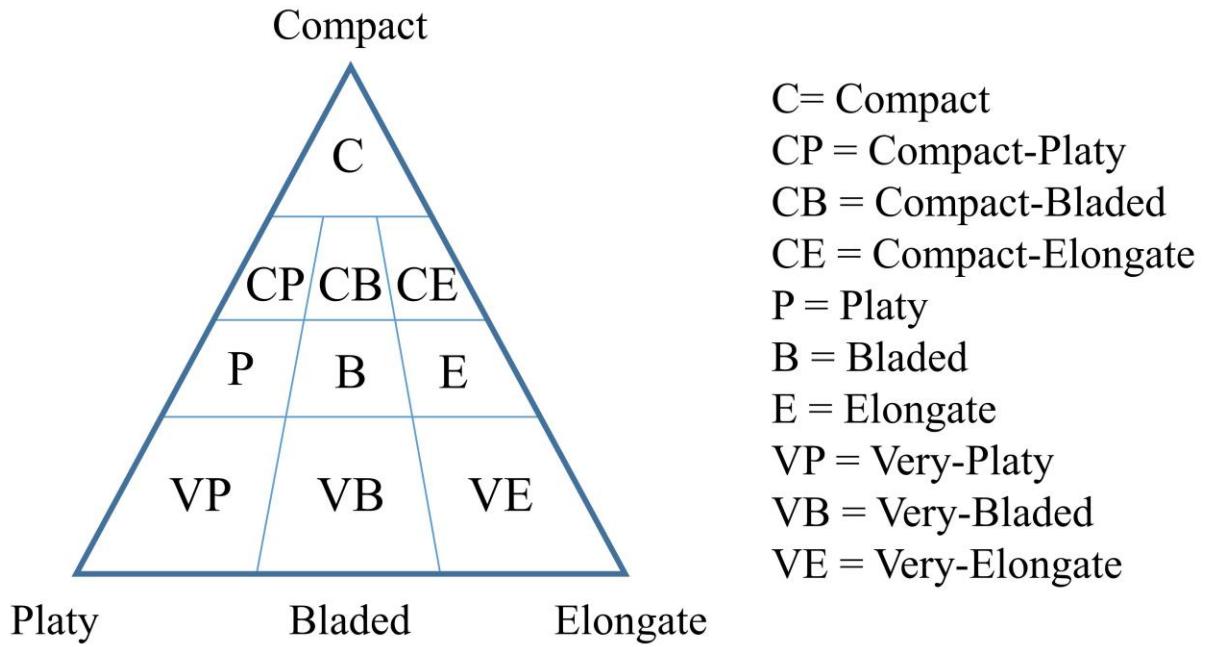 Compact
C
CP CB CE
P B E
VP VB VE
Platy Bladed Elongate
C= Compact
CP = Compact-Platy
CB = Compact-Bladed
CE = Compact-Elongate
P = Platy
B = Bladed
E = Elongate
VP = Very-Platy
VB = Very-Bladed
VE = Very-Elongate